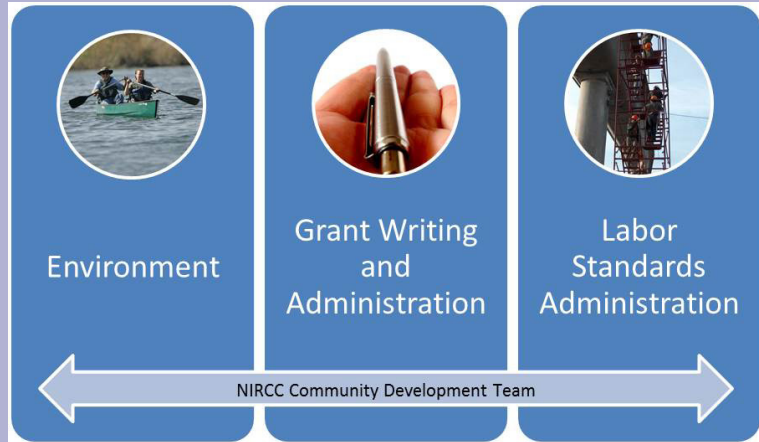 Environment
Grant Writing
and
Administration
Labor
Standards
Administration
NIRCC Community Development Team